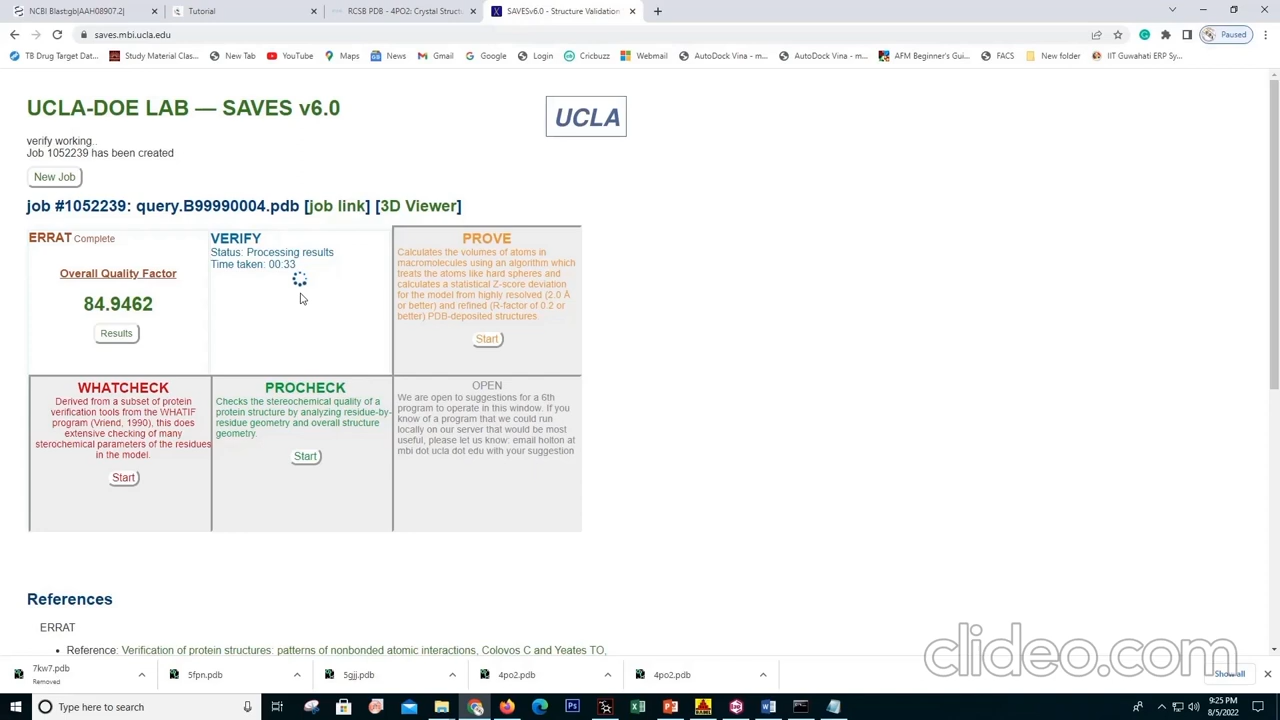 NCBI Blast:gb|AAH08907.2|
Tutorial
RCSB PDB - 4PO2: Crystal Struct
SAVESv6.0 - Structure Validation
saves.mbi.ucla.edu
Paused
TB Drug Target Dat...
Study Material Clas...
New Tab
YouTube
Maps
News
Gmail
Google
Login
Cricbuzz
Webmail
AutoDock Vina - m...
AutoDock Vina - m...
AFM Beginner's Gui...
FACS
New folder
IIT Guwahati ERP Sy...
UCLA-DOE LAB — SAVES v6.0
UCLA
verify working..
Job 1052239 has been created
New Job
job #1052239: query.B99990004.pdb [job link] [3D Viewer]
ERRAT Complete
Overall Quality Factor
84.9462
Results
VERIFY
Status: Processing results
Time taken: 00:33
PROVE
Calculates the volumes of atoms in
macromolecules using an algorithm which
treats the atoms like hard spheres and
calculates a statistical Z-score deviation
for the model from highly resolved (2.0 Å
or better) and refined (R-factor of 0.2 or
better) PDB-deposited structures.
Start
WHATCHECK
Derived from a subset of protein
verification tools from the WHATIF
program (Vriend, 1990), this does
extensive checking of many
sterochemical parameters of the residues
in the model.
Start
PROCHECK
Checks the stereochemical quality of a
protein structure by analyzing residue-by-
residue geometry and overall structure
geometry.
Start
OPEN
We are open to suggestions for a 6th
program to operate in this window. If you
know of a program that we could run
locally on our server that would be most
useful, please let us know: email holton at
mbi dot ucla dot edu with your suggestion
References
ERRAT
Reference: Verification of protein structures: patterns of nonbonded atomic interactions, Colovos C and Yeates TO,
clideo.com
7kw7.pdb
Removed
5fpn.pdb
5gjj.pdb
4po2.pdb
4po2.pdb
Show all
Type here to search
9:25 PM
8/5/2022